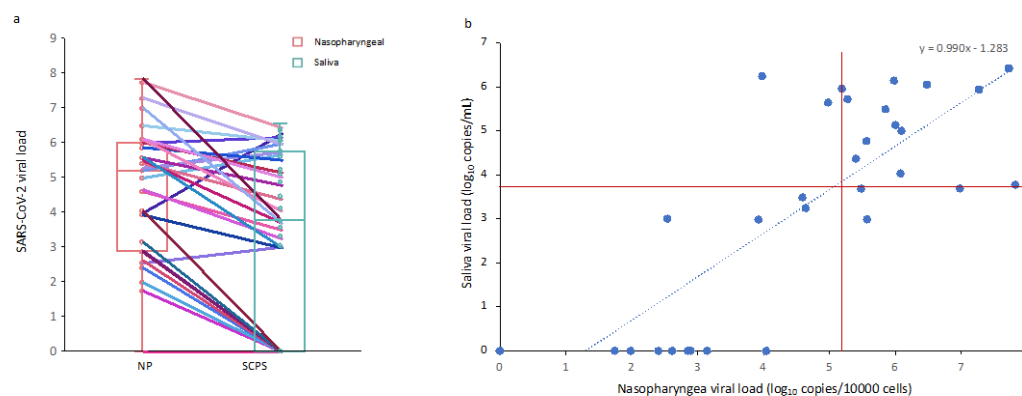 a
9
8
7
6
5
4
3
2
1
0
SARS-CoV-2 viral load
Nasopharyngeal
Saliva
NP
SCPS
b
y = 0.990x - 1.283
7
6
5
4
3
2
1
0
Saliva viral load (log10 copies/mL)
0 1 2 3 4 5 6 7
Nasopharyngea viral load (log10 copies/10000 cells)